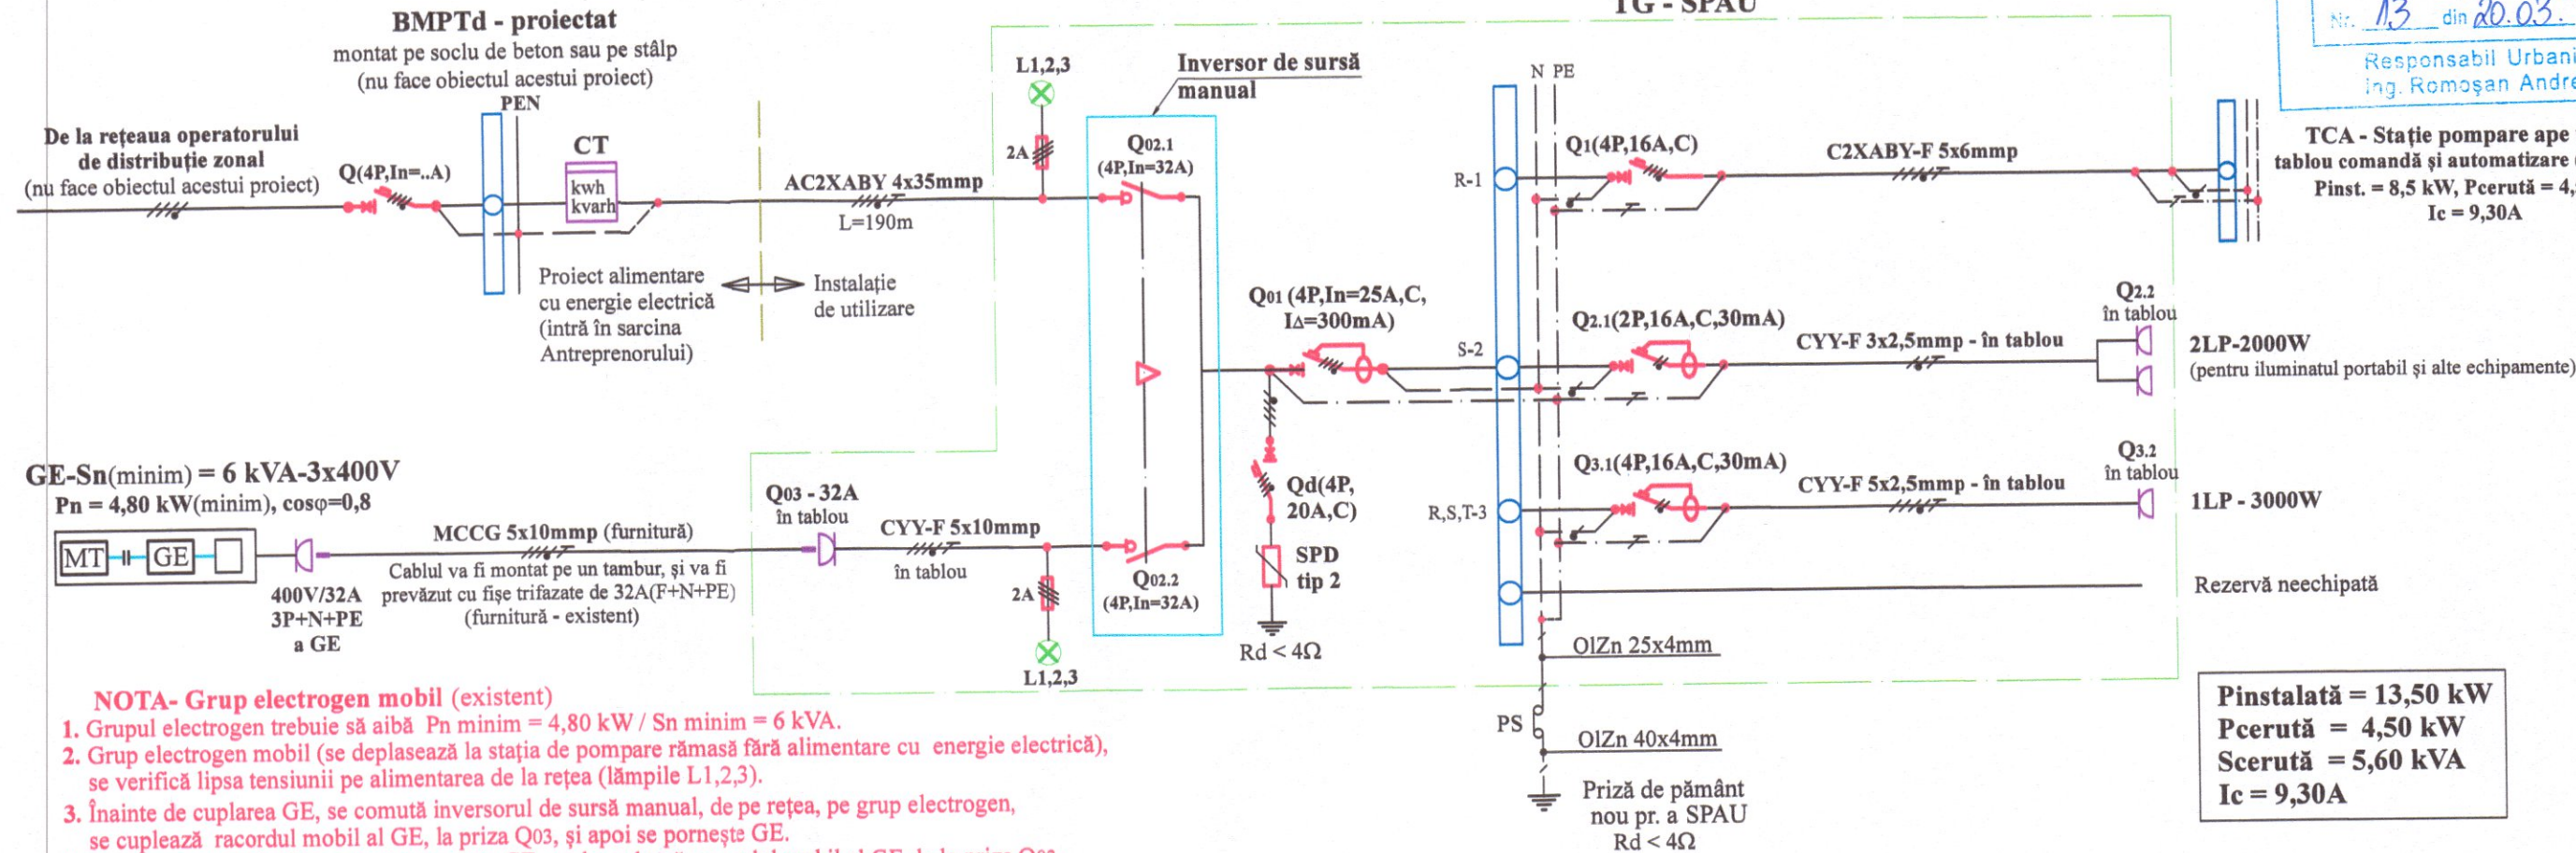 BMPTd - proiectat
montat pe soclu de beton sau pe stâlp
(nu face obiectul acestui proiect)
PEN
De la rețeaua operatorului
de distribuție zonal
(nu face obiectul acestui proiect)
Q(4P,In=..A)
CT
kwh
kvarh
AC2XABY 4x35mmp
L=190m
Proiect alimentare
cu energie electrică
(intră în sarcina
Antreprenorului)
Instalație
de utilizare
TG - SPAU
L1,2,3
2A
Inversor de sursă
manual
Q02.1
(4P,In=32A)
Q01 (4P,In=25A,C,
I∆=300mA)
Qd(4P,
20A,C)
SPD
tip 2
Rd < 4Ω
Q02.2
(4P,In=32A)
N PE
R-1
Q1(4P,16A,C)
C2XABY-F 5x6mmp
S-2
Q2.1(2P,16A,C,30mA)
CYY-F 3x2,5mmp - în tablou
Q2.2
în tablou
2LP-2000W
(pentru iluminatul portabil și alte echipamente)
R,S,T-3
Q3.1(4P,16A,C,30mA)
CYY-F 5x2,5mmp - în tablou
Q3.2
în tablou
1LP - 3000W
Rezervă neechipată
OlZn 25x4mm
PS
OlZn 40x4mm
Priză de pământ
nou pr. a SPAU
Rd < 4Ω
Nr. 13 din 20.03.
Responsabil Urbani
ing. Romoșan Andre
TCA - Stație pompare ape
tablou comandă și automatizare
Pinst. = 8,5 kW, Pcerută = 4,
Ic = 9,30A
GE-Sn(minim) = 6 kVA-3x400V
Pn = 4,80 kW(minim), cosφ=0,8
MT
GE
400V/32A
3P+N+PE
a GE
MCCG 5x10mmp (furnitură)
Cablul va fi montat pe un tambur, și va fi
prevăzut cu fișe trifazate de 32A(F+N+PE)
(furnitură - existent)
Q03 - 32A
în tablou
CYY-F 5x10mmp
în tablou
2A
L1,2,3
NOTA- Grup electrogen mobil (existent)
1. Grupul electrogen trebuie să aibă Pn minim = 4,80 kW / Sn minim = 6 kVA.
2. Grup electrogen mobil (se deplasează la stația de pompare rămasă fără alimentare cu energie electrică),
se verifică lipsa tensiunii pe alimentarea de la rețea (lămpile L1,2,3).
3. Înainte de cuplarea GE, se comută inversorul de sursă manual, de pe rețea, pe grup electrogen,
se cuplează racordul mobil al GE, la priza Q03, și apoi se pornește GE.
Pinstalată = 13,50 kW
Pcerută = 4,50 kW
Scerută = 5,60 kVA
Ic = 9,30A